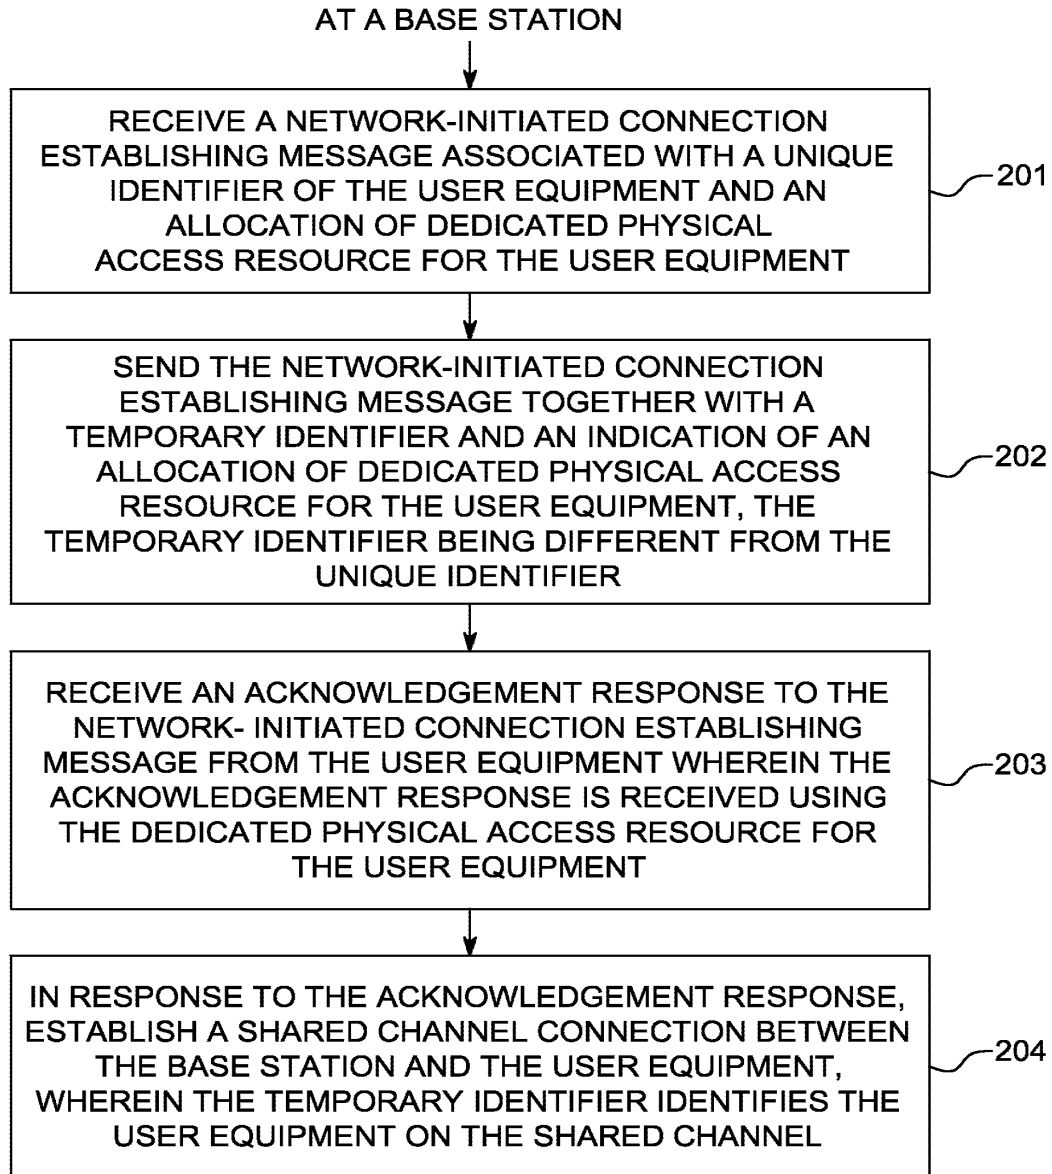 AT A BASE STATION
RECEIVE A NETWORK-INITIATED CONNECTION
ESTABLISHING MESSAGE ASSOCIATED WITH A UNIQUE
IDENTIFIER OF THE USER EQUIPMENT AND AN
ALLOCATION OF DEDICATED PHYSICAL
ACCESS RESOURCE FOR THE USER EQUIPMENT
201
SEND THE NETWORK-INITIATED CONNECTION
ESTABLISHING MESSAGE TOGETHER WITH A
TEMPORARY IDENTIFIER AND AN INDICATION OF AN
ALLOCATION OF DEDICATED PHYSICAL ACCESS
RESOURCE FOR THE USER EQUIPMENT, THE
TEMPORARY IDENTIFIER BEING DIFFERENT FROM THE
UNIQUE IDENTIFIER
202
RECEIVE AN ACKNOWLEDGEMENT RESPONSE TO THE
NETWORK- INITIATED CONNECTION ESTABLISHING
MESSAGE FROM THE USER EQUIPMENT WHEREIN THE
ACKNOWLEDGEMENT RESPONSE IS RECEIVED USING
THE DEDICATED PHYSICAL ACCESS RESOURCE FOR
THE USER EQUIPMENT
203
IN RESPONSE TO THE ACKNOWLEDGEMENT RESPONSE,
ESTABLISH A SHARED CHANNEL CONNECTION BETWEEN
THE BASE STATION AND THE USER EQUIPMENT,
WHEREIN THE TEMPORARY IDENTIFIER IDENTIFIES THE
USER EQUIPMENT ON THE SHARED CHANNEL
204